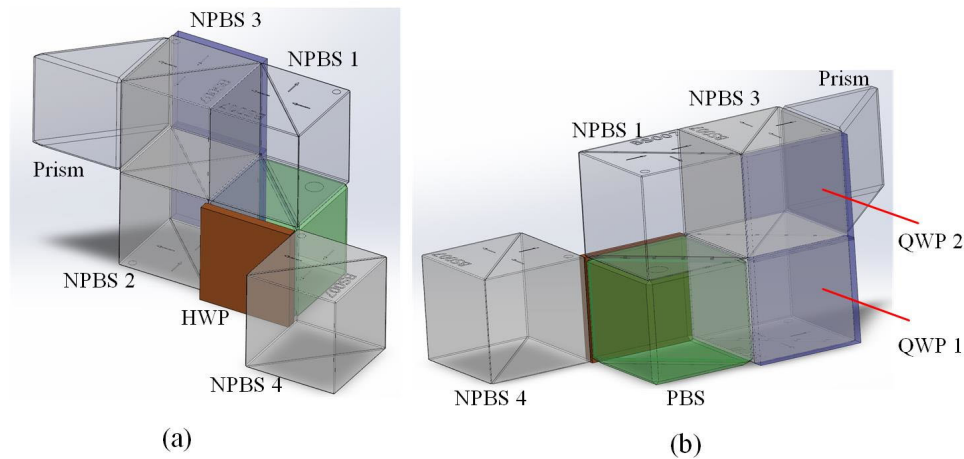 NPBS 3
NPBS 1
Prism
NPBS 2
HWP
NPBS 4
(a)
Prism
NPBS 3
NPBS 1
QWP 2
QWP 1
NPBS 4
PBS
(b)